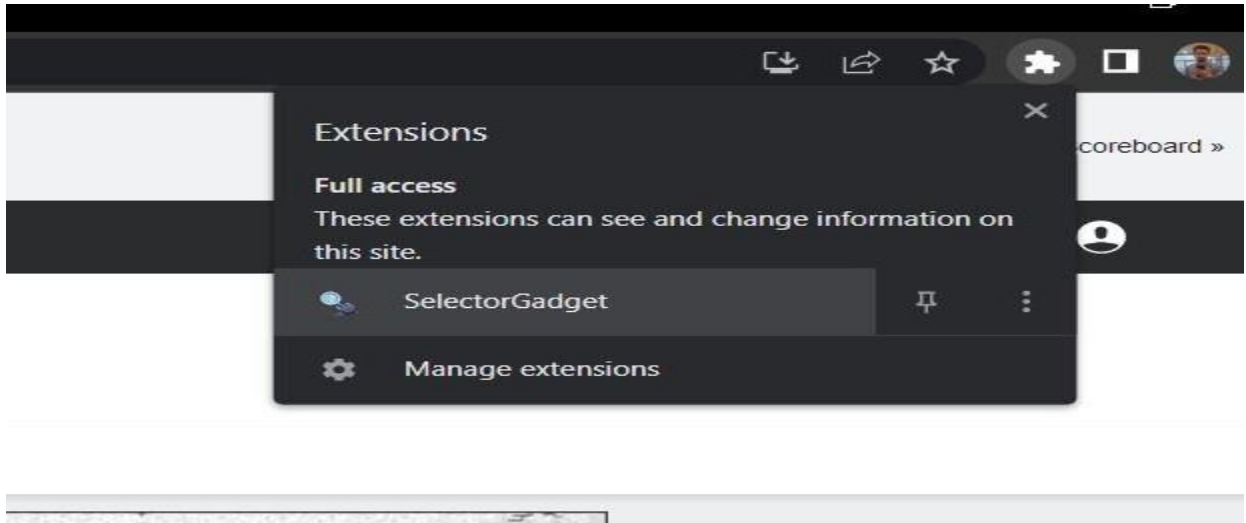 Extensions
coreboard »
Full access
These extensions can see and change information on
this site.
SelectorGadget
Manage extensions